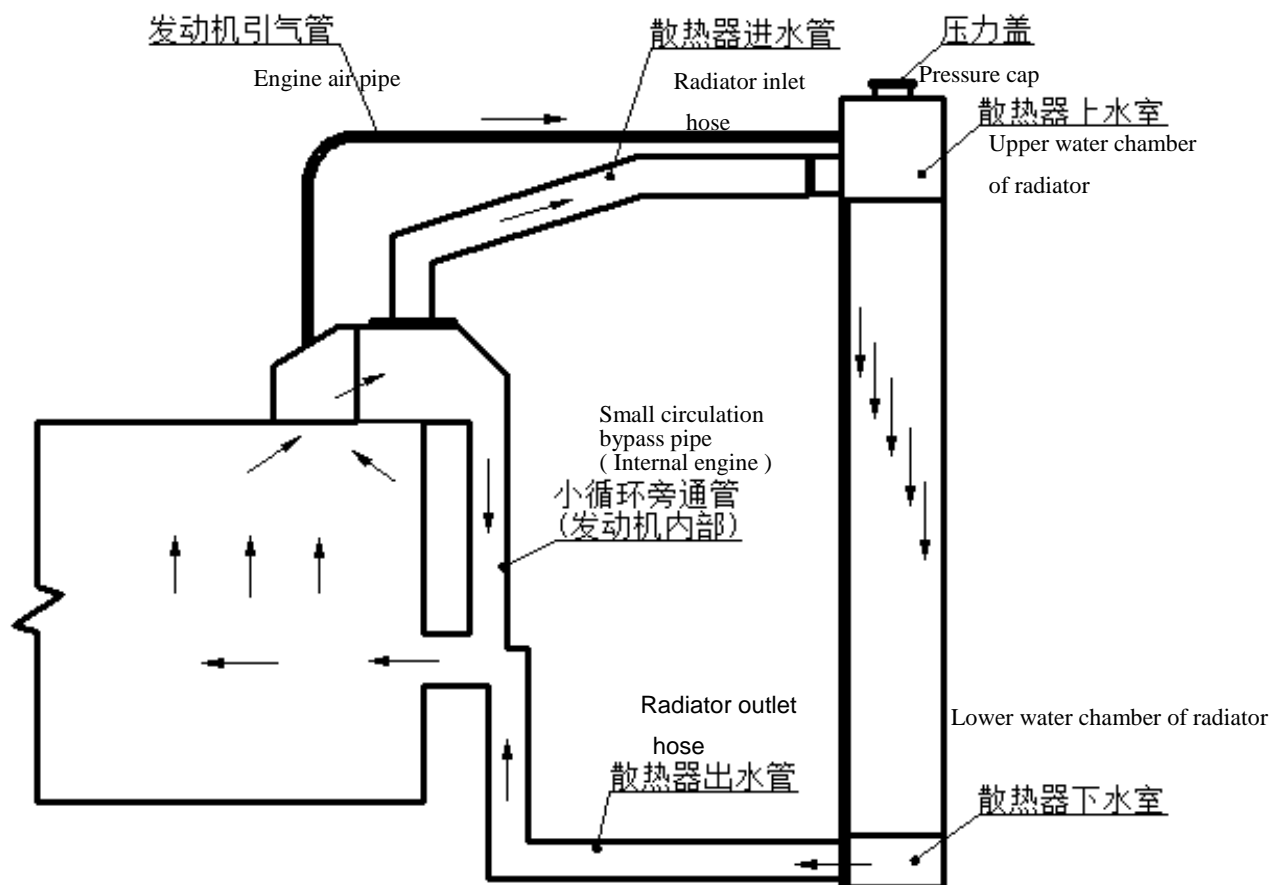 发动机引气管
Engine air pipe
散热器进水管
Radiator inlet
hose
压力盖
Pressure cap
散热器上水室
Upper water chamber
of radiator
Small circulation
bypass pipe
( Internal engine )
小循环旁通管
(发动机内部)
Radiator outlet
hose
散热器出水管
Lower water chamber of radiator
散热器下水室